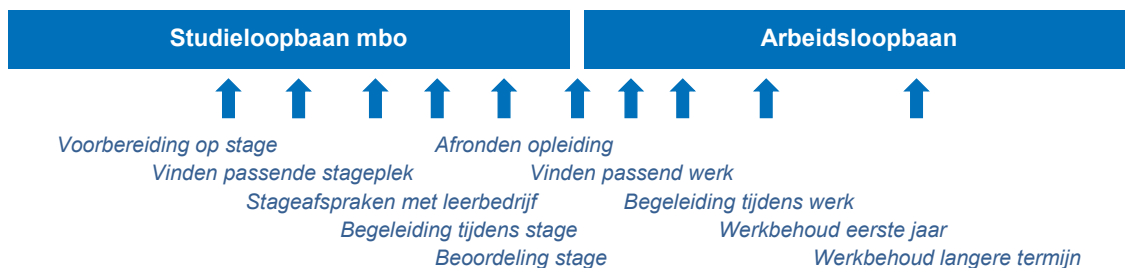 Studieloopbaan mbo
Arbeidsloopbaan
Voorbereiding op stage
Afronden opleiding
Vinden passende stageplek
Vinden passend werk
Stageafspraken met leerbedrijf
Begeleiding tijdens werk
Begeleiding tijdens stage
Werkbehoud eerste jaar
Beoordeling stage
Werkbehoud langere termijn